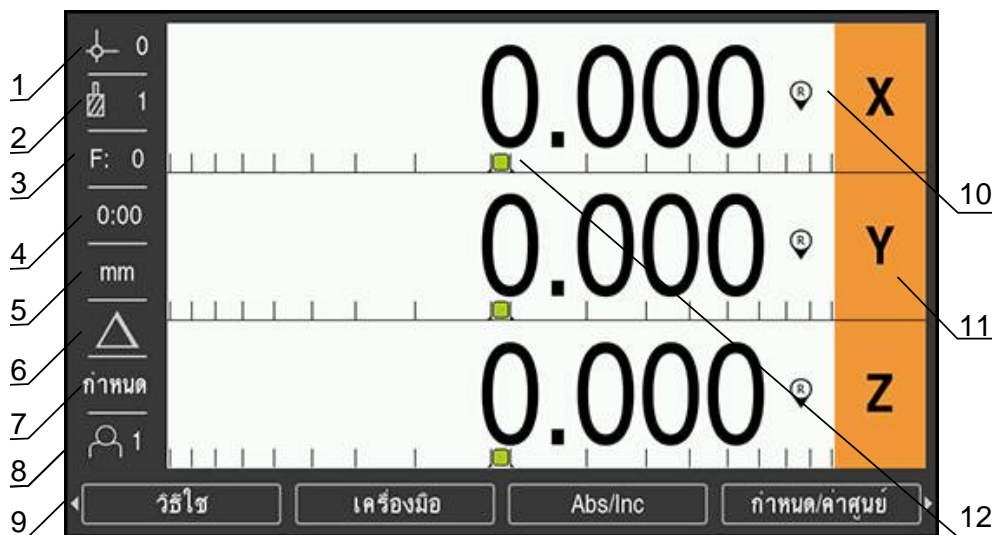 1
0
2
1
3
F: 0
4
0:00
5
mm
6
7
กำหนด
8
1
9
0.000
R
X
0.000
R
Y
0.000
R
Z
10
11
12
วิธีใช
เครื่องมือ
Abs/Inc
กำหนด/ค่าศูนย์